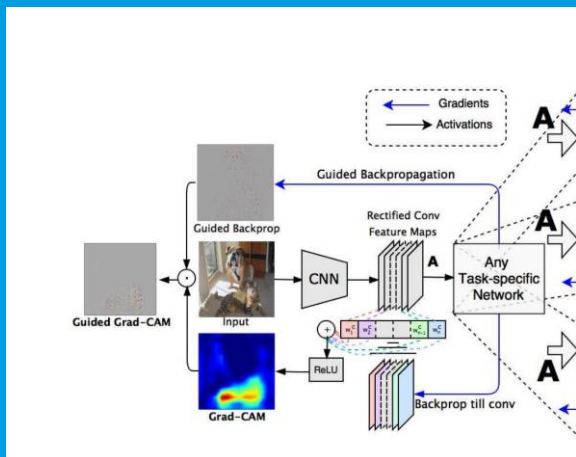 Gradients
Activations
A
A
A
Guided Backpropagation
Rectified Conv
Feature Maps
Guided Backprop
CNN
A
Any
Task-specific
Network
Guided Grad-CAM
Input
+
ReLU
Backprop till conv
Grad-CAM